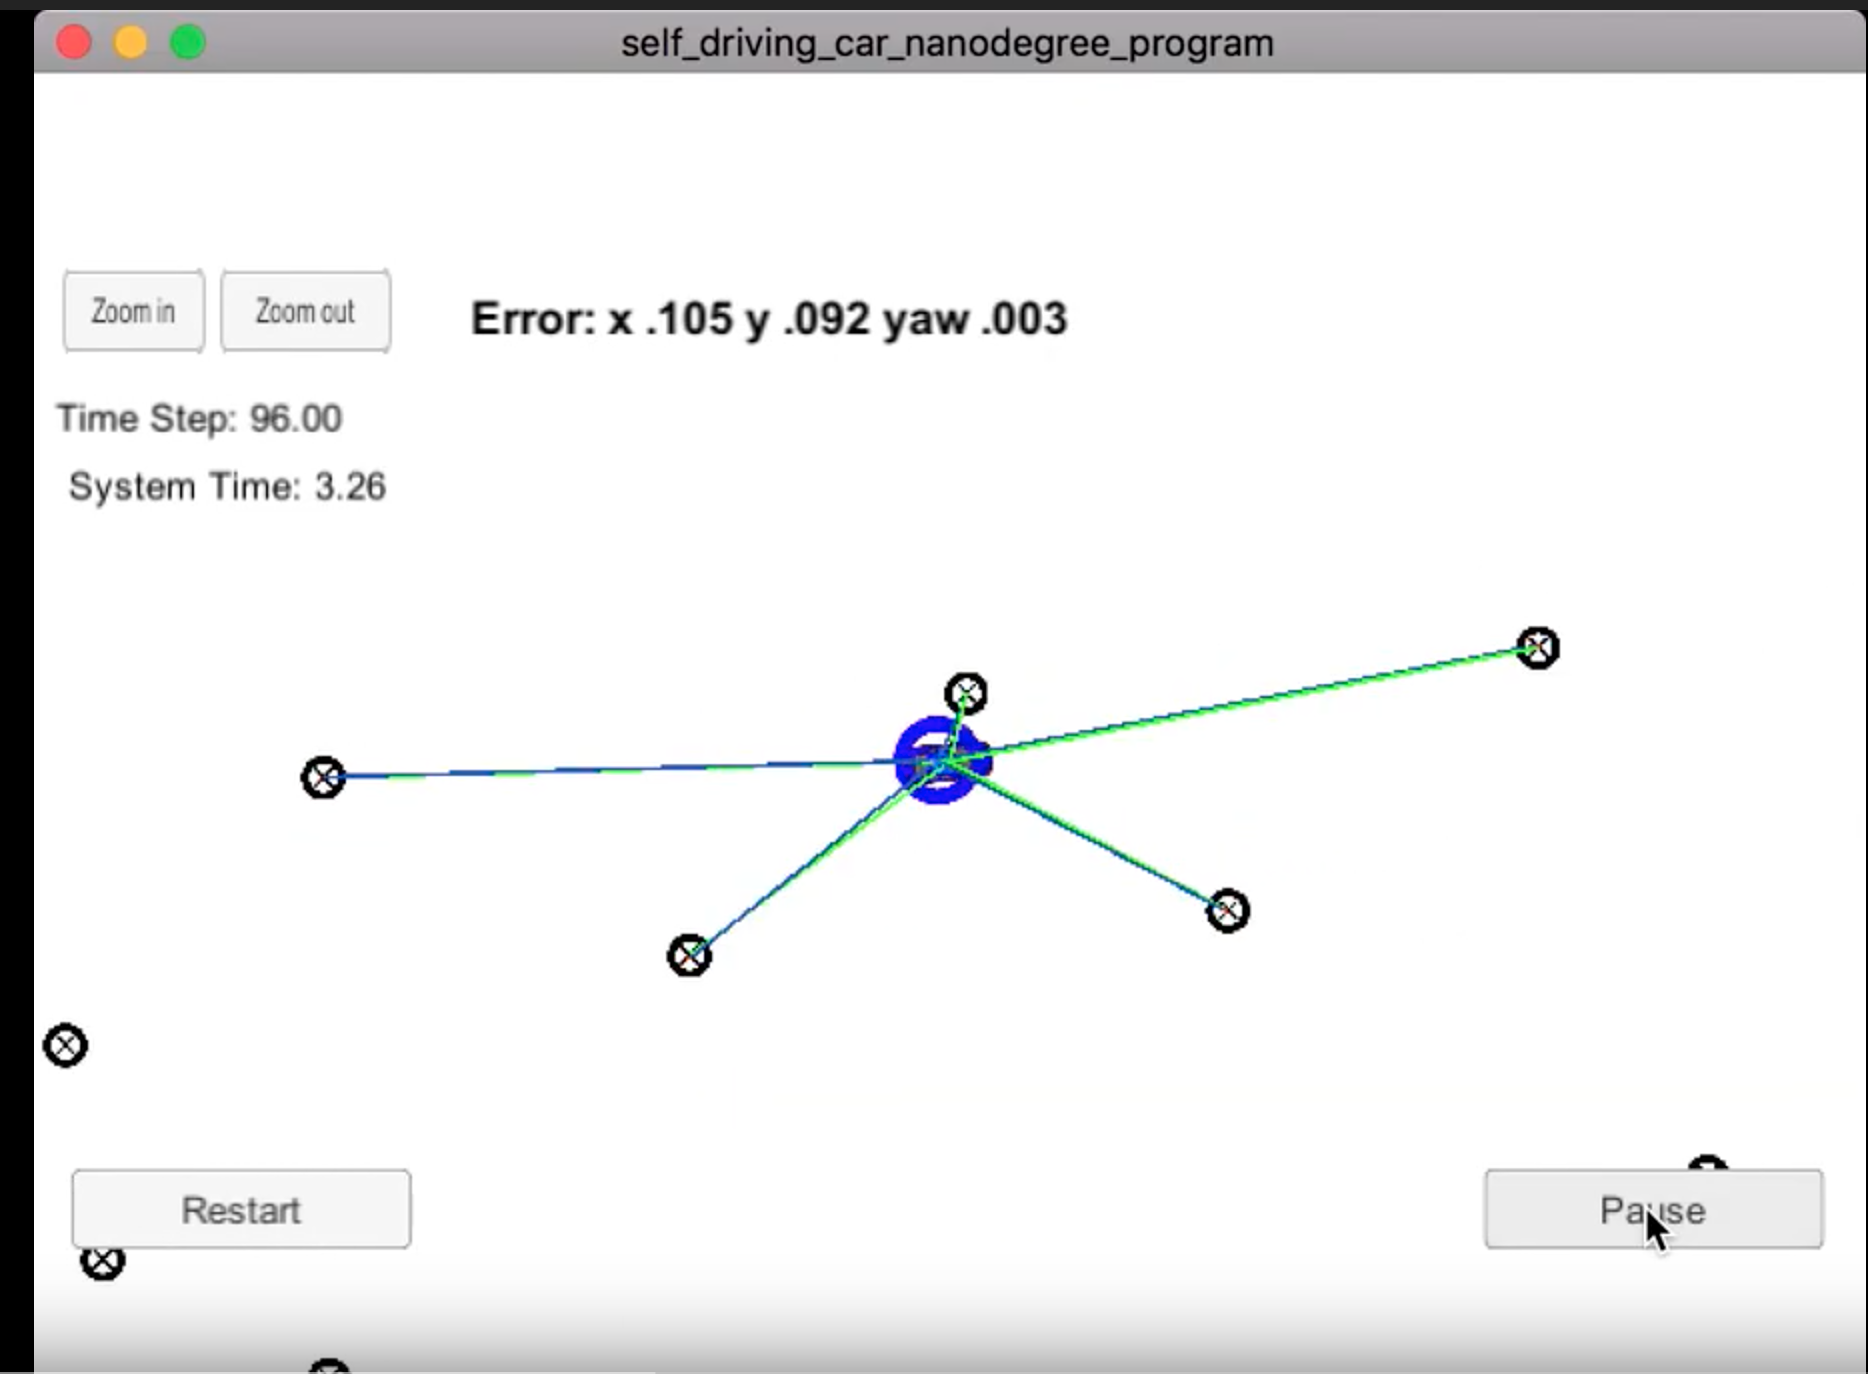 self_driving_car_nanodegree_program
Zoom in
Zoom out
Error: x .105 y .092 yaw .003
Time Step: 96.00
System Time: 3.26
Restart
Pause